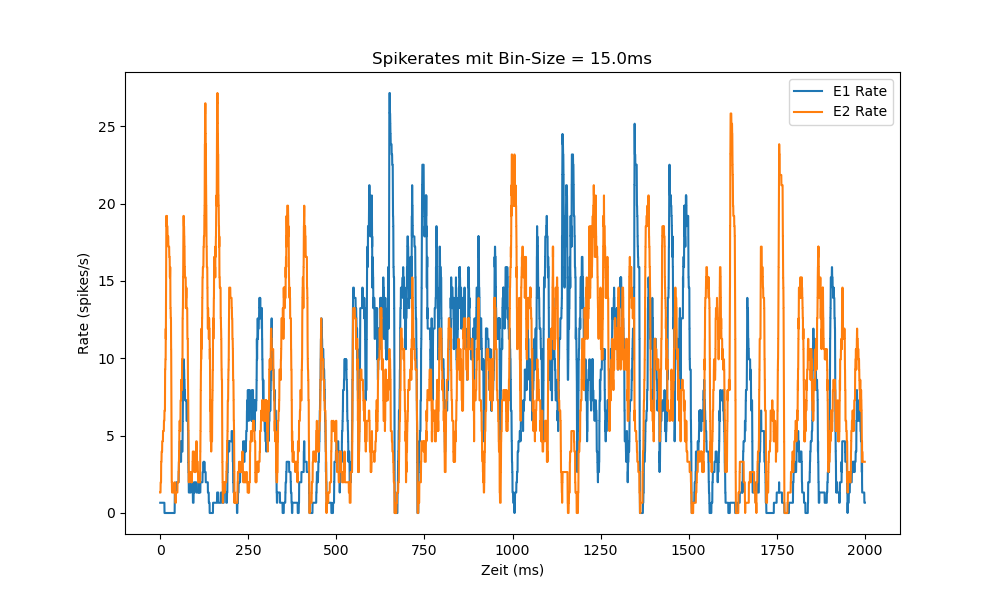 Spikerates mit Bin-Size = 15.0ms
E1 Rate
E2 Rate
Rate (spikes/s)
25
20
15
10
5
0
0 250 500 750 1000 1250 1500 1750 2000
Zeit (ms)